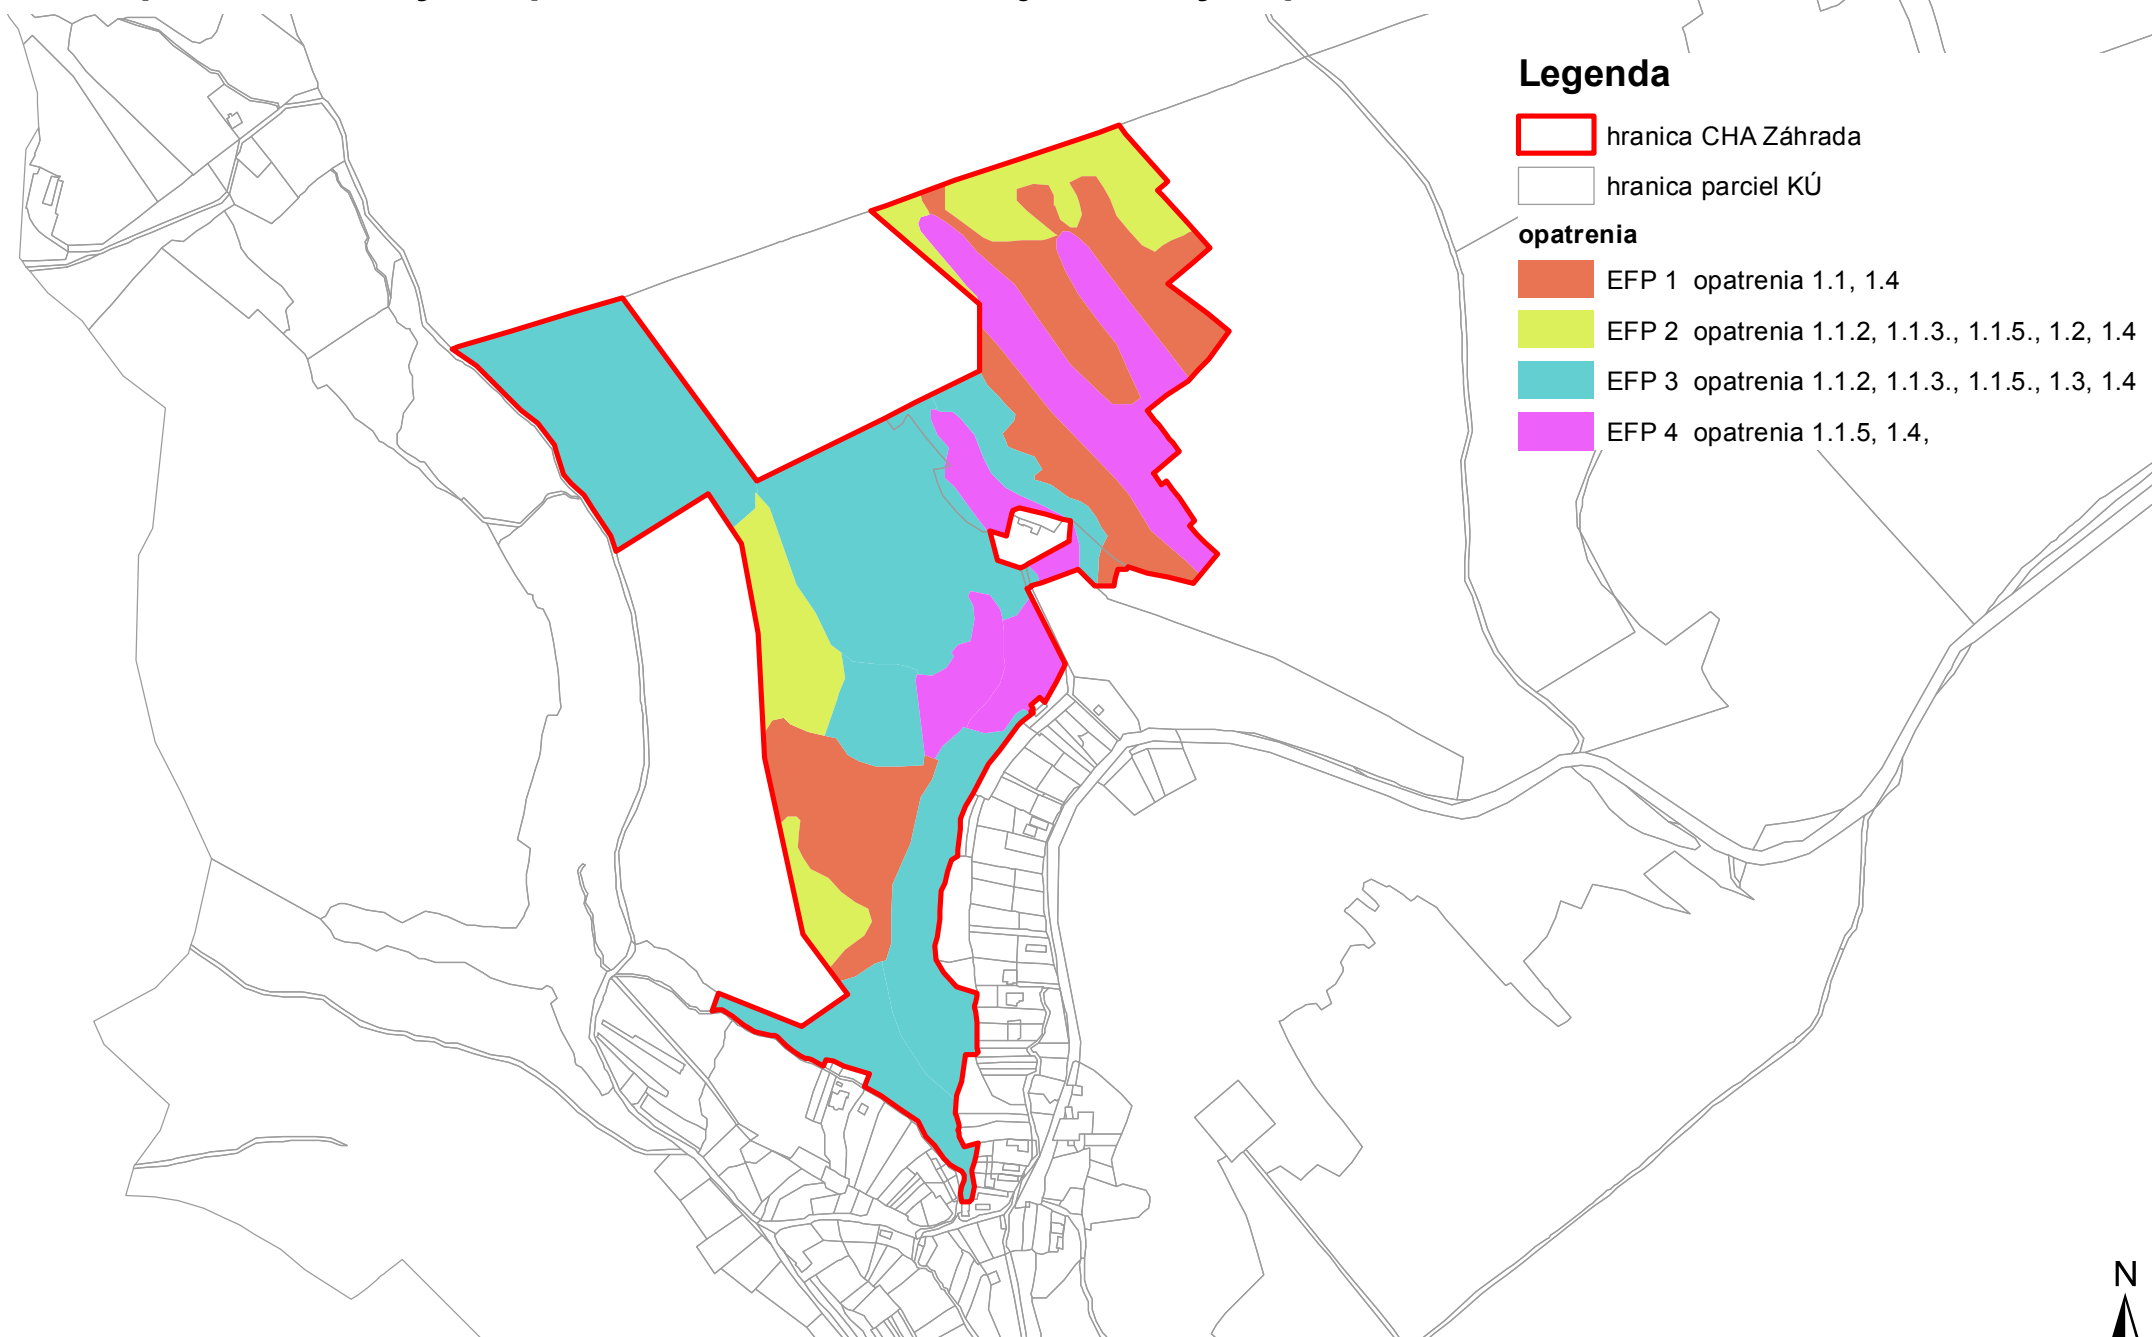 Legenda
hranica CHA Záhrada
hranica parciel KÚ
opatrenia
EFP 1 opatrenia 1.1, 1.4
EFP 2 opatrenia 1.1.2, 1.1.3., 1.1.5., 1.2, 1.4
EFP 3 opatrenia 1.1.2, 1.1.3., 1.1.5., 1.3, 1.4
EFP 4 opatrenia 1.1.5, 1.4,
N